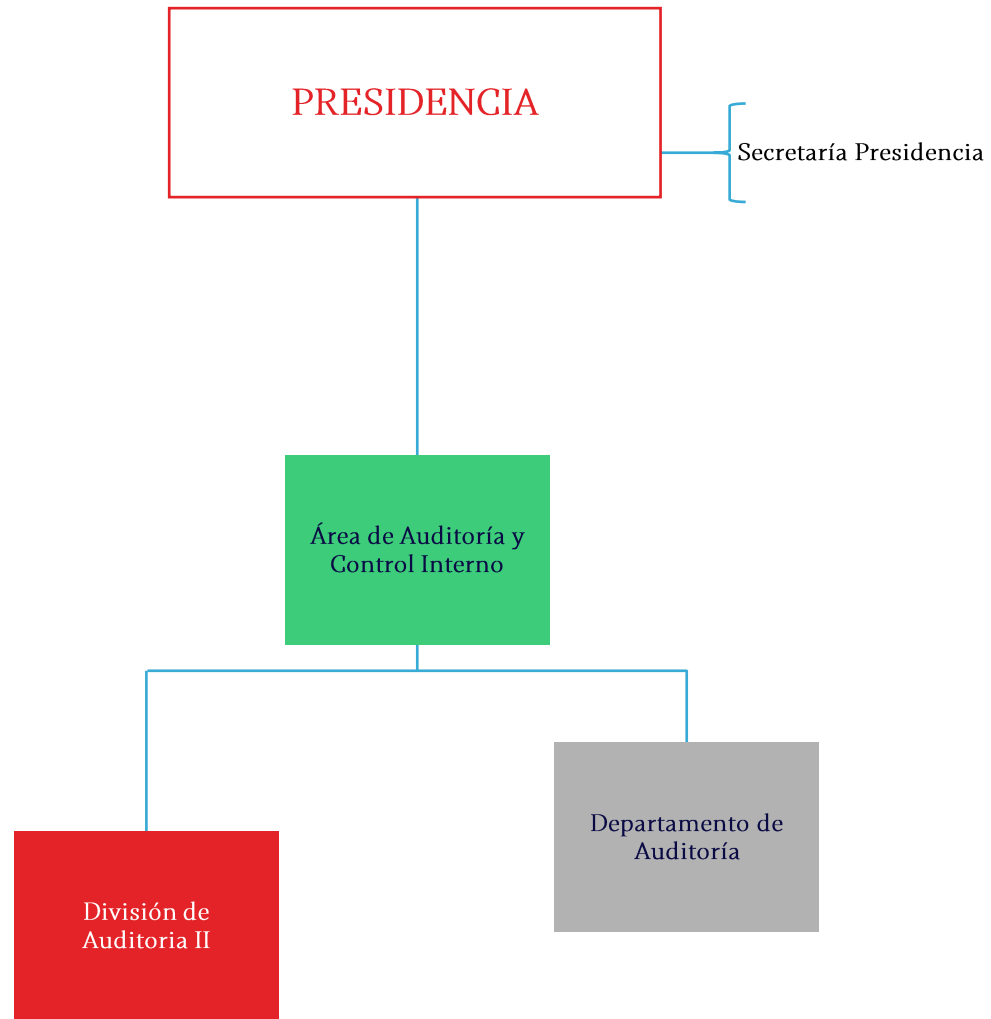 PRESIDENCIA
Secretaría Presidencia
Área de Auditoría y
Control Interno
Departamento de
Auditoría
División de
Auditoria II